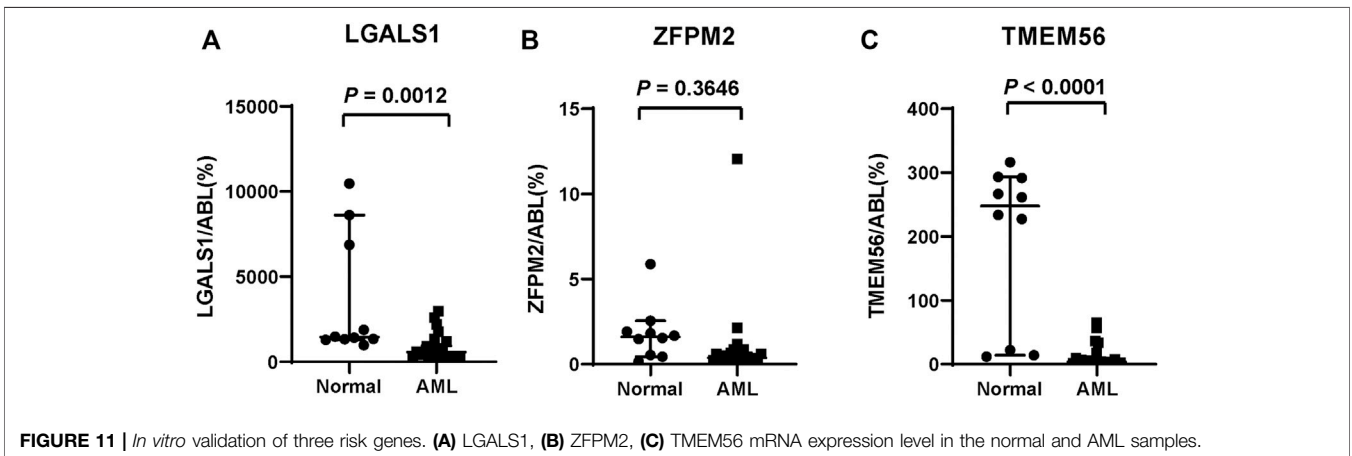 A
LGALS1
P = 0.0012
LGALS1/ABL(%)
15000
10000
5000
0
Normal
AML
B
ZFPM2
P = 0.3646
ZFPM2/ABL(%)
15
10
5
0
Normal
AML
C
TMEM56
P < 0.0001
TMEM56/ABL(%)
400
300
200
100
0
Normal
AML
FIGURE 11 | In vitro validation of three risk genes. (A) LGALS1, (B) ZFPM2, (C) TMEM56 mRNA expression level in the normal and AML samples.